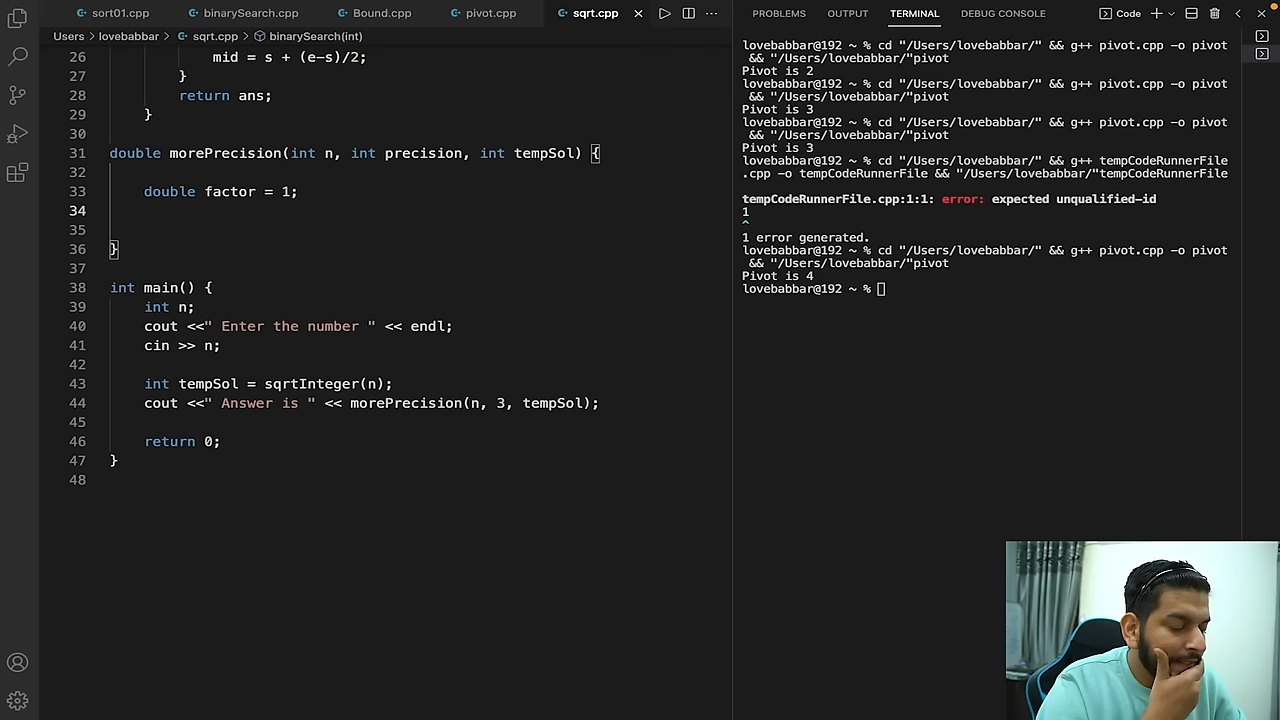 sort01.cpp binarySearch.cpp Bound.cpp pivot.cpp sqrt.cpp
Users > lovebabbar > sqrt.cpp > binarySearch(int)
26 mid = s + (e-s)/2;
27 }
28 return ans;
29 }
30
31 double morePrecision(int n, int precision, int tempSol) {
32
33 double factor = 1;
34
35
36 }
37
38 int main() {
39 int n;
40 cout <<" Enter the number " << endl;
41 cin >> n;
42
43 int tempSol = sqrtInteger(n);
44 cout <<" Answer is " << morePrecision(n, 3, tempSol);
45
46 return 0;
47 }
48
PROBLEMS OUTPUT TERMINAL DEBUG CONSOLE Code
lovebabbar@192 ~ % cd "/Users/lovebabbar/" && g++ pivot.cpp -o pivot
&& "/Users/lovebabbar/"pivot
Pivot is 2
lovebabbar@192 ~ % cd "/Users/lovebabbar/" && g++ pivot.cpp -o pivot
&& "/Users/lovebabbar/"pivot
Pivot is 3
lovebabbar@192 ~ % cd "/Users/lovebabbar/" && g++ pivot.cpp -o pivot
&& "/Users/lovebabbar/"pivot
Pivot is 3
lovebabbar@192 ~ % cd "/Users/lovebabbar/" && g++ tempCodeRunnerFile
.cpp -o tempCodeRunnerFile && "/Users/lovebabbar/"tempCodeRunnerFile
tempCodeRunnerFile.cpp:1:1: error: expected unqualified-id
1
^
1 error generated.
lovebabbar@192 ~ % cd "/Users/lovebabbar/" && g++ pivot.cpp -o pivot
&& "/Users/lovebabbar/"pivot
Pivot is 4
lovebabbar@192 ~ %